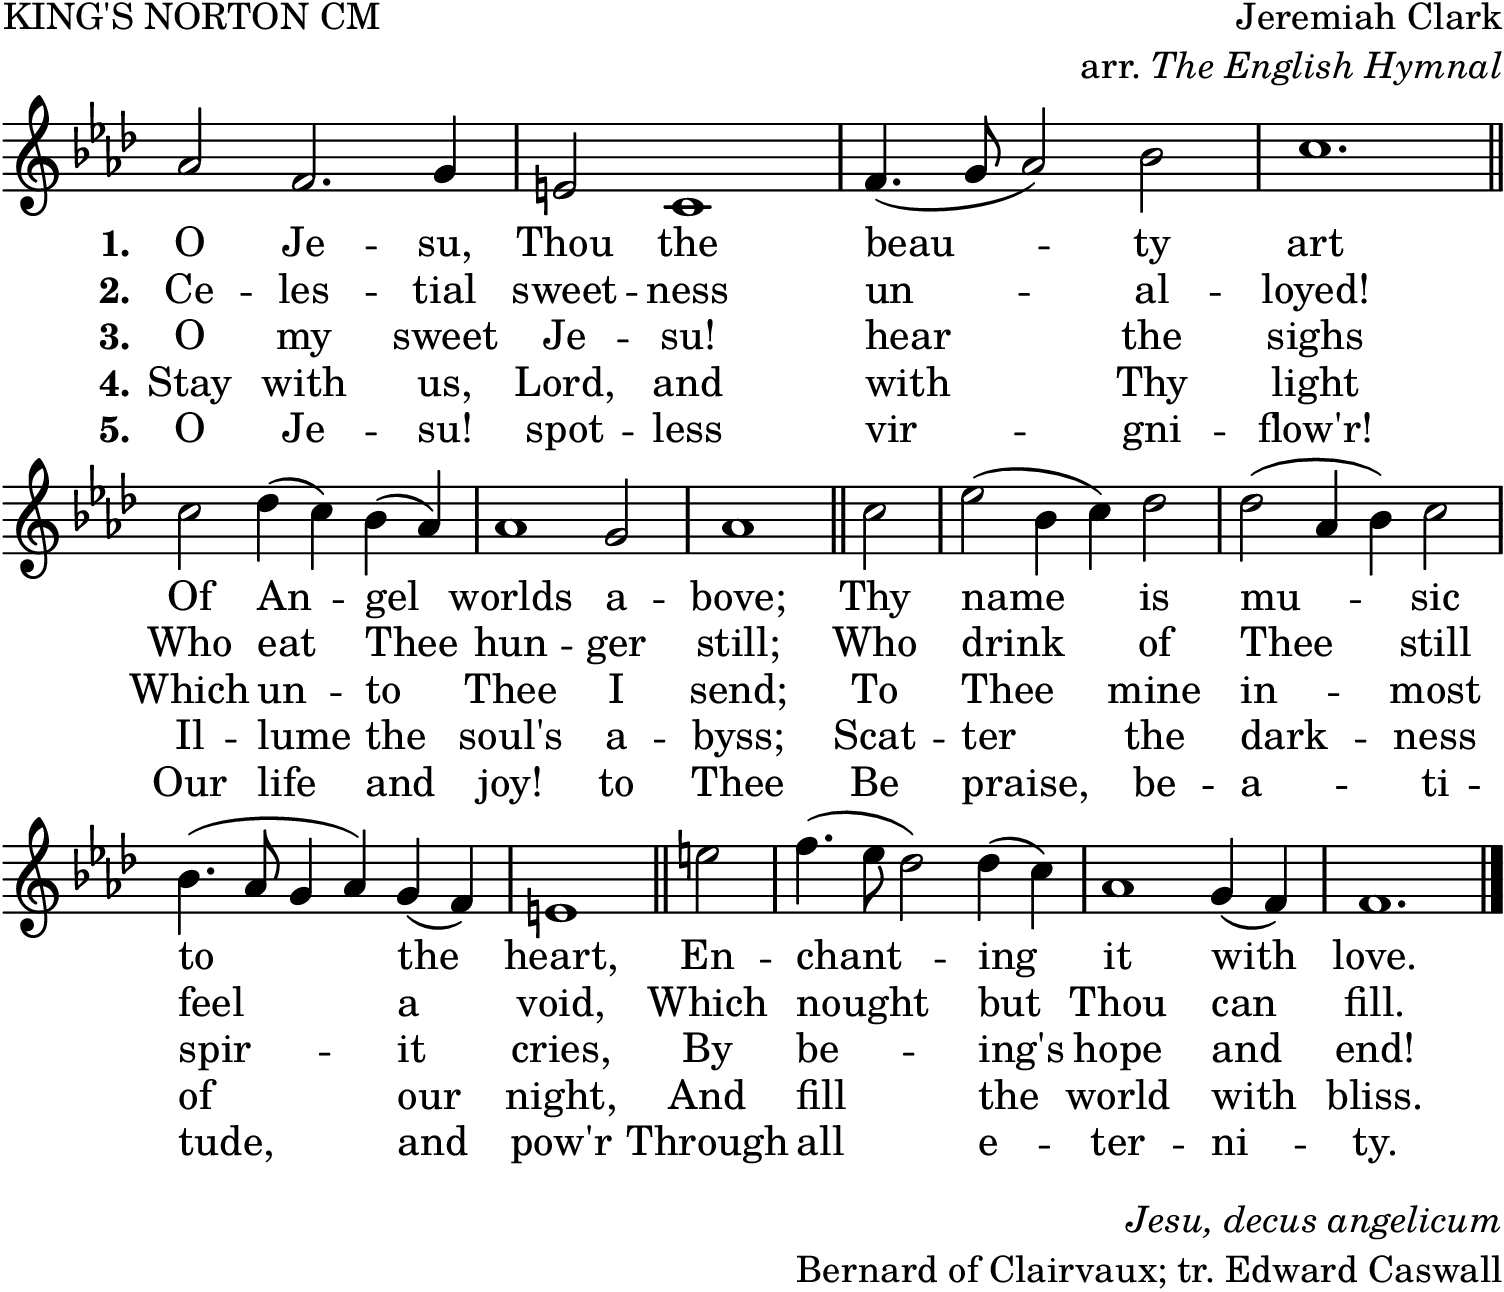 KING'S NORTON CM
Jeremiah Clark
arr. The English Hymnal
1. O Je - su, Thou the beau - ty art
2. Ce - les - tial sweet - ness un - al - loyed!
3. O my sweet Je - su! hear the sighs
4. Stay with us, Lord, and with Thy light
5. O Je - su! spot - less vir - gni - flow'r!
Of An - gel worlds a - bove; Thy name is mu - sic
Who eat Thee hun - ger still; Who drink of Thee still
Which un - to Thee I send; To Thee mine in - most
Il - lume the soul's a - byss; Scat - ter the dark - ness
Our life and joy! to Thee Be praise, be - a - ti -
to the heart, En - chant - ing it with love.
feel a void, Which nought but Thou can fill.
spir - it cries, By be - ing's hope and end!
of our night, And fill the world with bliss.
tude, and pow'r Through all e - ter - ni - ty.
Jesu, decus angelicum
Bernard of Clairvaux; tr. Edward Caswall